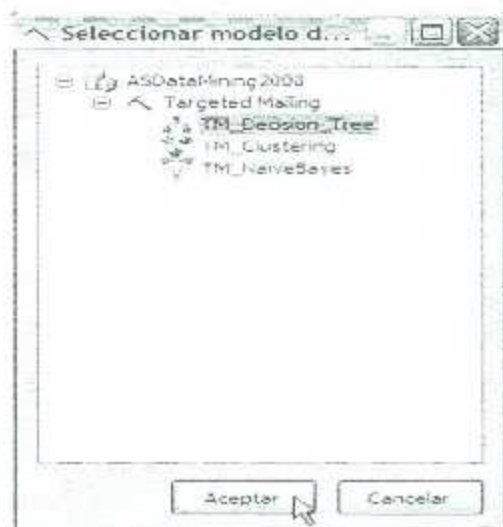 Seleccionar modelo d...
ASDataMining2008
Targeted Mailing
TM_Decision_Tree
TM_Clustering
TM_NaiveBayes
Aceptar
Cancelar